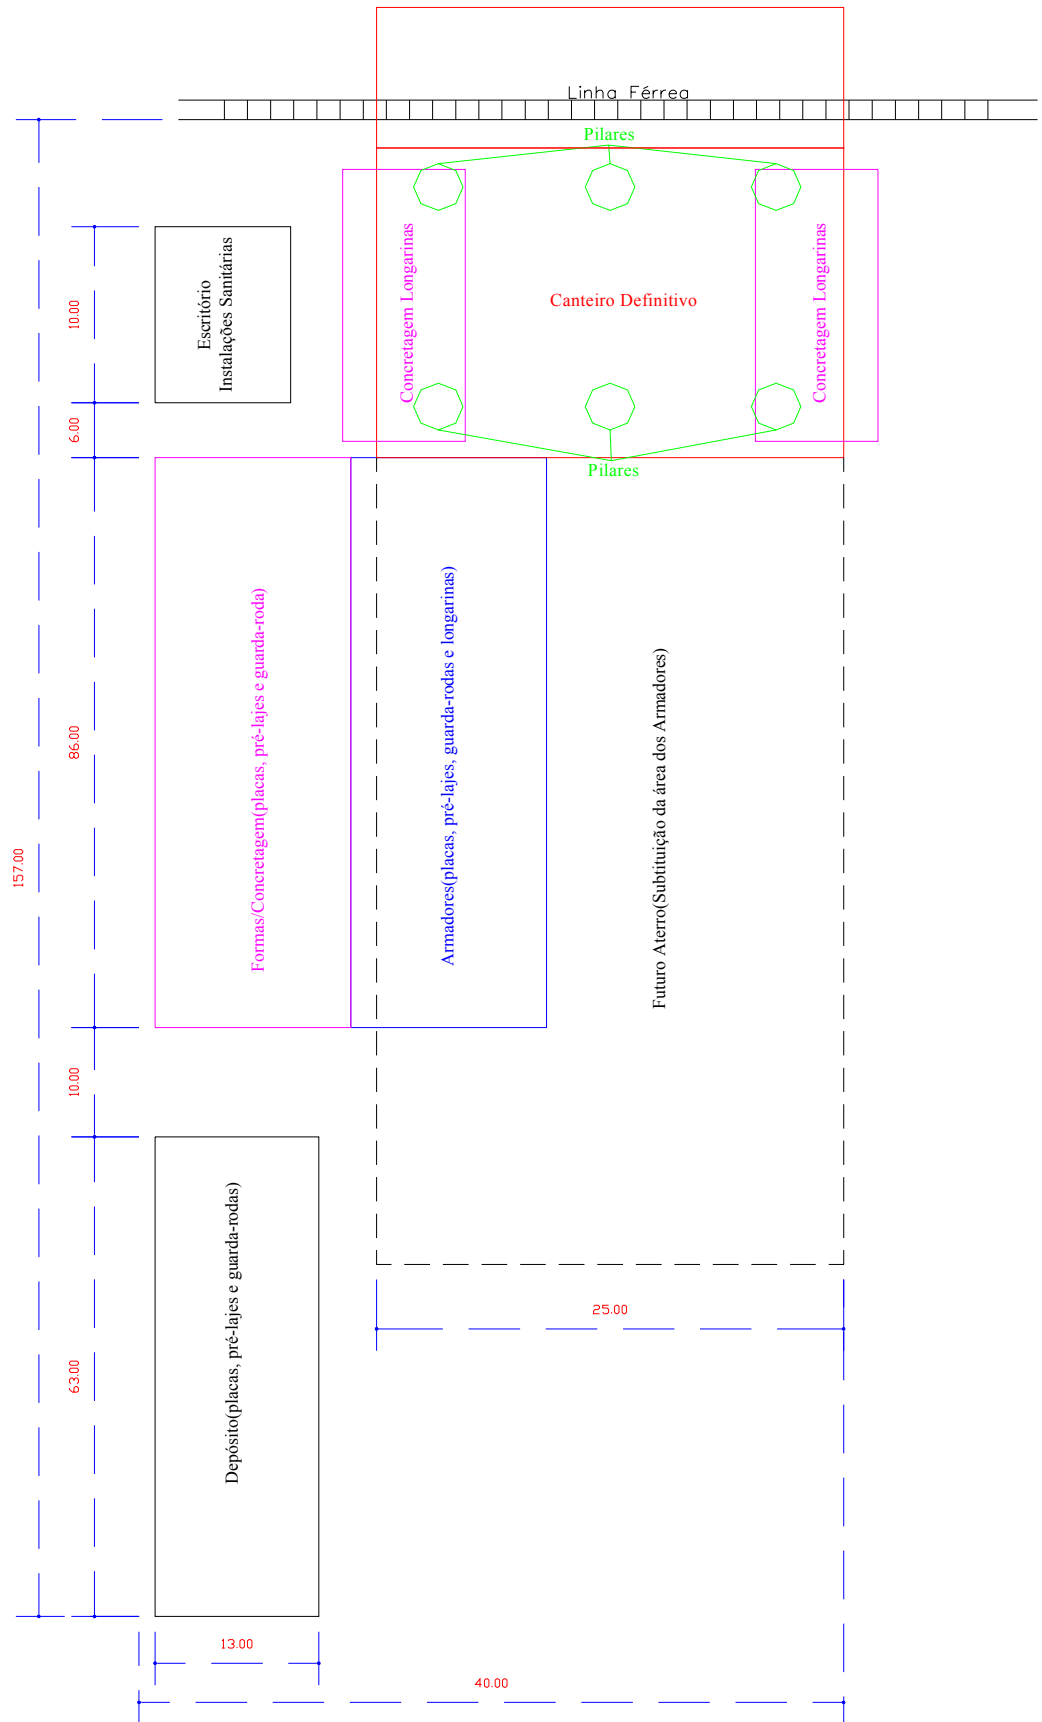 Linha Férrea
Pilares
Escritório
Instalações Sanitárias
Concretagem Longarinas
Canteiro Definitivo
Concretagem Longarinas
10.00
6.00
Pilares
Formas/Concretagem(placas, pré-lajes e guarda-roda)
Armadores(placas, pré-lajes, guarda-rodas e longarinas)
Futuro Aterro(Subtituição da área dos Armadores)
86.00
157.00
10.00
Depósito(placas, pré-lajes e guarda-rodas)
25.00
63.00
13.00
40.00